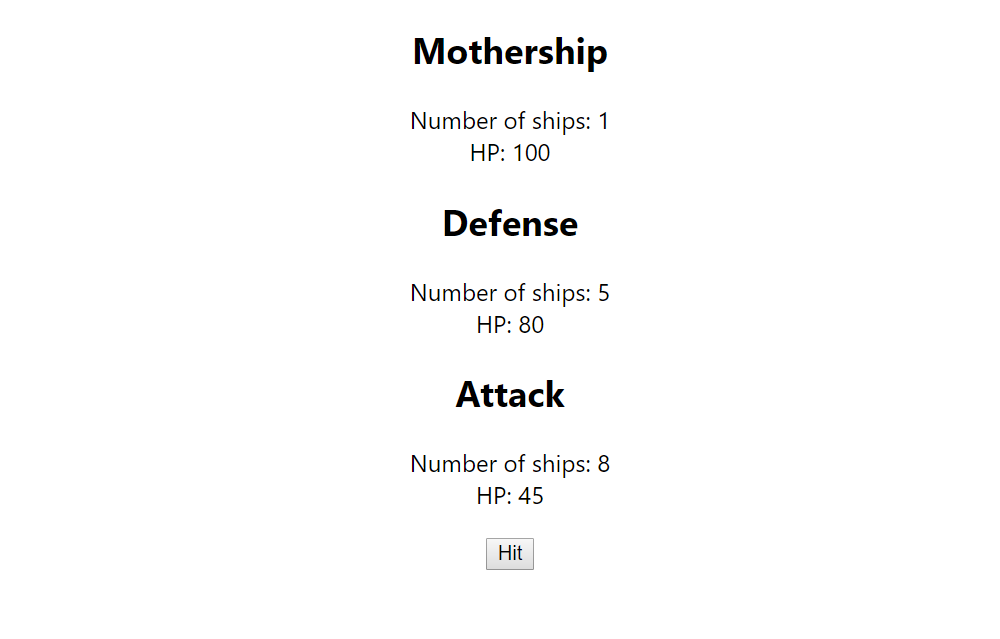 Mothership
Number of ships: 1
HP: 100
Defense
Number of ships: 5
HP: 80
Attack
Number of ships: 8
HP: 45
Hit